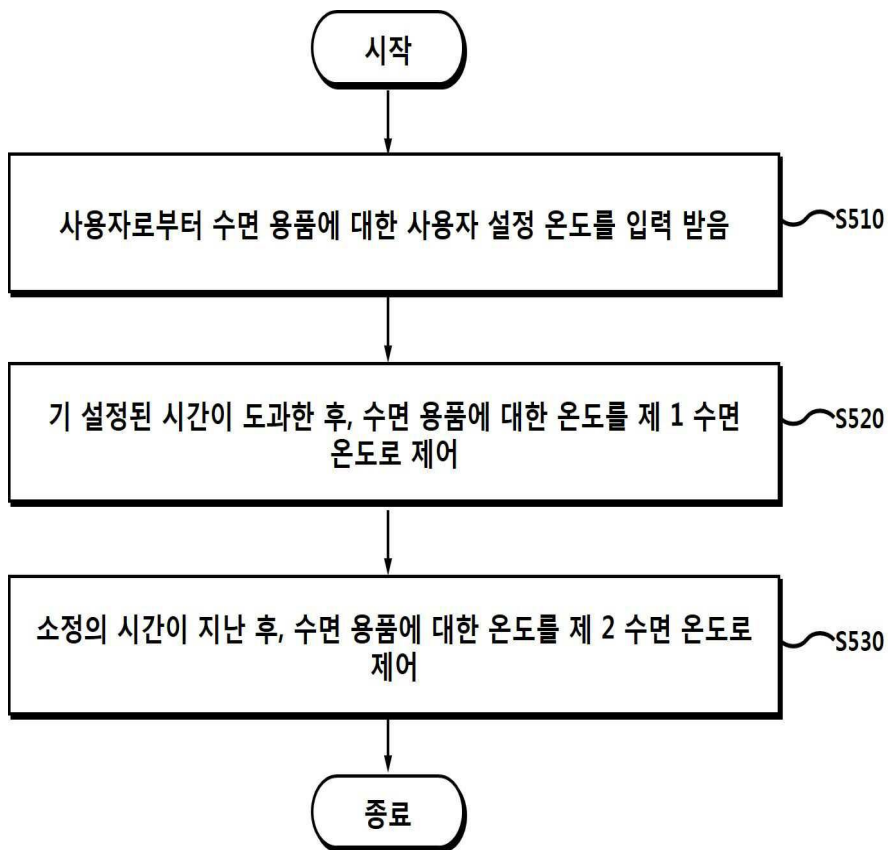 시작
사용자로부터 수면 용품에 대한 사용자 설정 온도를 입력 받음
S510
기 설정된 시간이 도과한 후, 수면 용품에 대한 온도를 제 1 수면
온도로 제어
S520
소정의 시간이 지난 후, 수면 용품에 대한 온도를 제 2 수면 온도로
제어
S530
종료